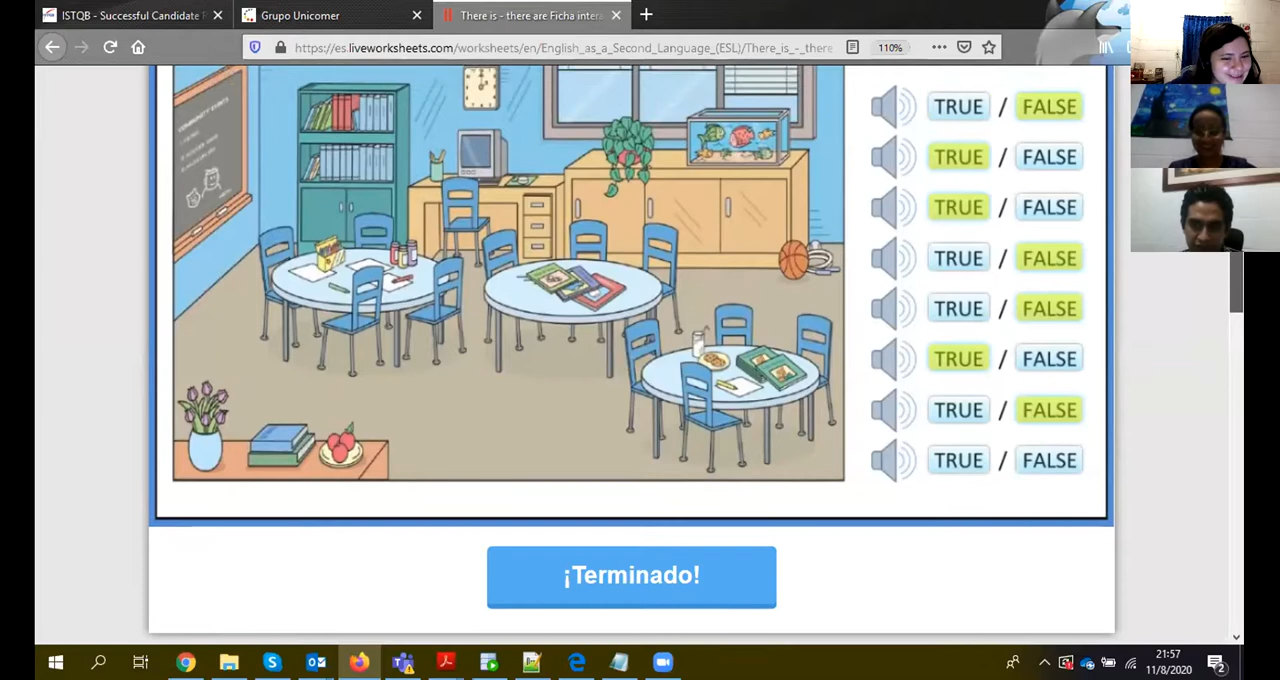 ISTQB - Successful Candidate R
Grupo Unicomer
There is - there are Ficha intera
https://es.liveworksheets.com/worksheets/en/English_as_a_Second_Language_(ESL)/There_is_-_there
110%
TRUE / FALSE
TRUE / FALSE
TRUE / FALSE
TRUE / FALSE
TRUE / FALSE
TRUE / FALSE
TRUE / FALSE
TRUE / FALSE
¡Terminado!
21:57
11/8/2020
2